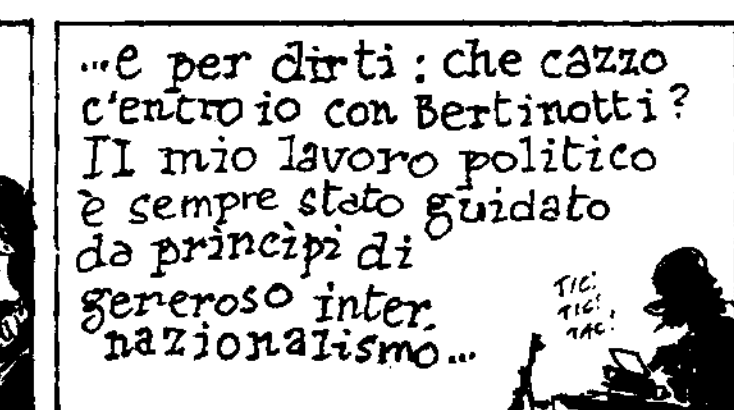 ...e per dirti: che cazzo
c'entro io con Bertinotti?
Il mio lavoro politico
è sempre stato guidato
da princìpi di
generoso inter-
nazionalismo...
TIC!
TIC!
TAC!